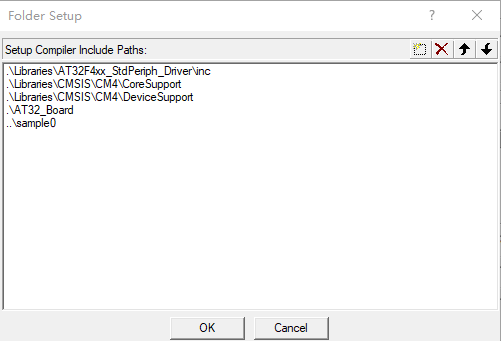 Folder Setup
?
Setup Compiler Include Paths:
.\Libraries\AT32F4xx_StdPeriph_Driver\inc
.\Libraries\CMSIS\CM4\CoreSupport
.\Libraries\CMSIS\CM4\DeviceSupport
.\AT32_Board
..\sample0
OK
Cancel